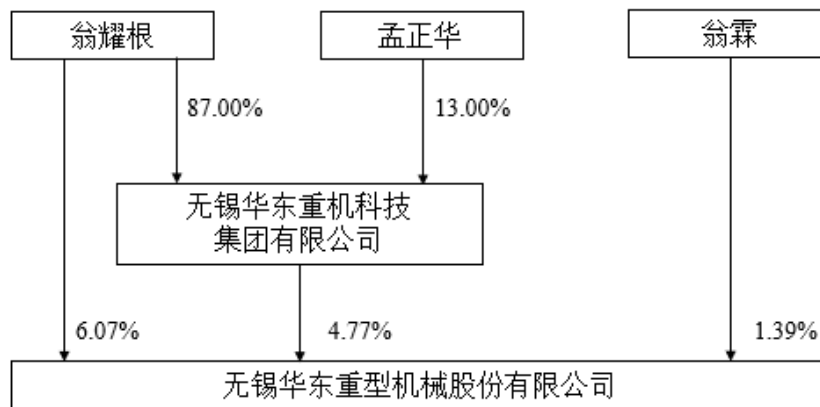 翁耀根
孟正华
翁霖
87.00%
13.00%
无锡华东重机科技
集团有限公司
6.07%
4.77%
1.39%
无锡华东重型机械股份有限公司